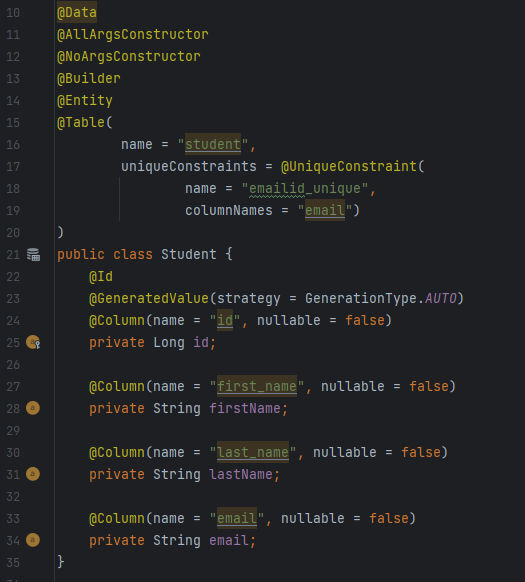 10 @Data
11 @AllArgsConstructor
12 @NoArgsConstructor
13 @Builder
14 @Entity
15 @Table(
16         name = "student",
17         uniqueConstraints = @UniqueConstraint(
18                 name = "emailid_unique",
19                 columnNames = "email")
20 )
21 public class Student {
22     @Id
23     @GeneratedValue(strategy = GenerationType.AUTO)
24     @Column(name = "id", nullable = false)
25     private Long id;
26
27     @Column(name = "first_name", nullable = false)
28     private String firstName;
29
30     @Column(name = "last_name", nullable = false)
31     private String lastName;
32
33     @Column(name = "email", nullable = false)
34     private String email;
35 }